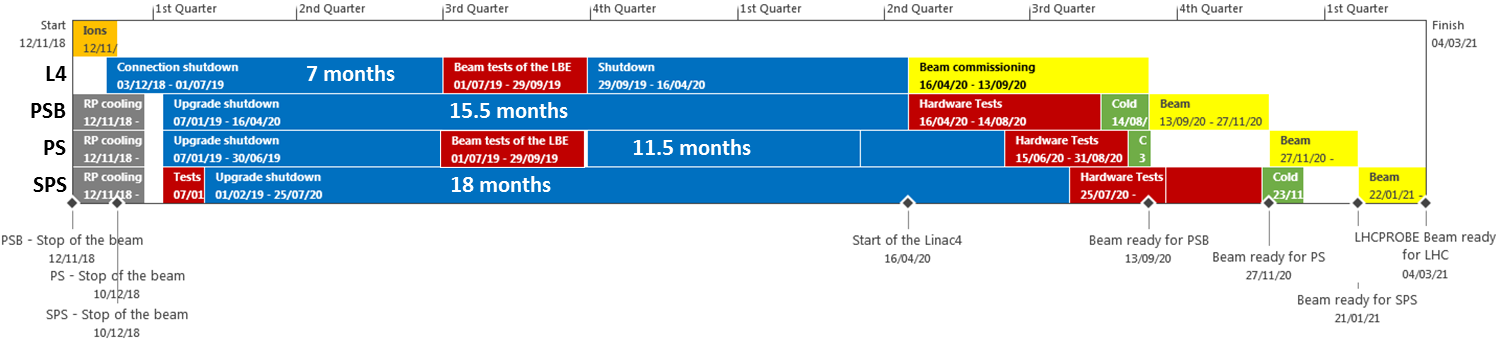 1st Quarter 2nd Quarter 3rd Quarter 4th Quarter 1st Quarter 2nd Quarter 3rd Quarter 4th Quarter 1st Quarter
Start
12/11/18
Finish
04/03/21
Ions
12/11/
L4
Connection shutdown
03/12/18 - 01/07/19
7 months
Beam tests of the LBE
01/07/19 - 29/09/19
Shutdown
29/09/19 - 16/04/20
Beam commissioning
16/04/20 - 13/09/20
PSB
RP cooling
12/11/18 -
Upgrade shutdown
07/01/19 - 16/04/20
15.5 months
Hardware Tests
16/04/20 - 14/08/20
Cold
14/08/
Beam
13/09/20 - 27/11/20
PS
RP cooling
12/11/18 -
Upgrade shutdown
07/01/19 - 30/06/19
Beam tests of the LBE
01/07/19 - 29/09/19
11.5 months
Hardware Tests
15/06/20 - 31/08/20
C
3
Beam
27/11/20 -
SPS
RP cooling
12/11/18 -
Tests
07/01
Upgrade shutdown
01/02/19 - 25/07/20
18 months
Hardware Tests
25/07/20 -
Cold
23/11
Beam
22/01/21 -
PSB - Stop of the beam
12/11/18
PS - Stop of the beam
10/12/18
SPS - Stop of the beam
10/12/18
Start of the Linac4
16/04/20
Beam ready for PSB
13/09/20
Beam ready for PS
27/11/20
Beam ready for SPS
21/01/21
LHCPROBE Beam ready
for LHC
04/03/21